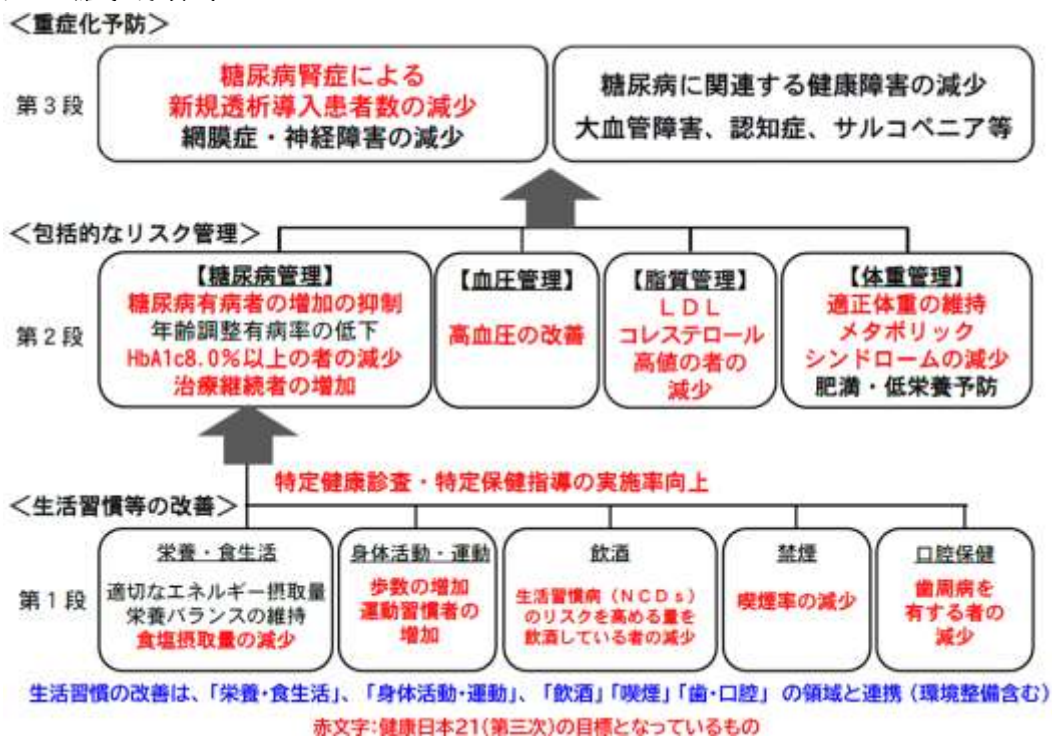 <重症化予防>
第3段
糖尿病腎症による
新規透析導入患者数の減少
網膜症・神経障害の減少
糖尿病に関連する健康障害の減少
大血管障害、認知症、サルコペニア等
<包括的なリスク管理>
第2段
【糖尿病管理】
糖尿病有病者の増加の抑制
年齢調整有病率の低下
HbA1c8.0%以上の者の減少
治療継続者の増加
【血圧管理】
高血圧の改善
【脂質管理】
LDL
コレステロール
高値の者の
減少
【体重管理】
適正体重の維持
メタボリック
シンドロームの減少
肥満・低栄養予防
特定健康診査・特定保健指導の実施率向上
<生活習慣等の改善>
第1段
栄養・食生活
適切なエネルギー摂取量
栄養バランスの維持
食塩摂取量の減少
身体活動・運動
歩数の増加
運動習慣者の
増加
飲酒
生活習慣病(NCDs)
のリスクを高める量を
飲酒している者の減少
禁煙
喫煙率の減少
口腔保健
歯周病を
有する者の
減少
生活習慣の改善は、「栄養・食生活」、「身体活動・運動」、「飲酒」「喫煙」「歯・口腔」 の領域と連携 (環境整備含む)
赤文字:健康日本21(第三次)の目標となっているもの